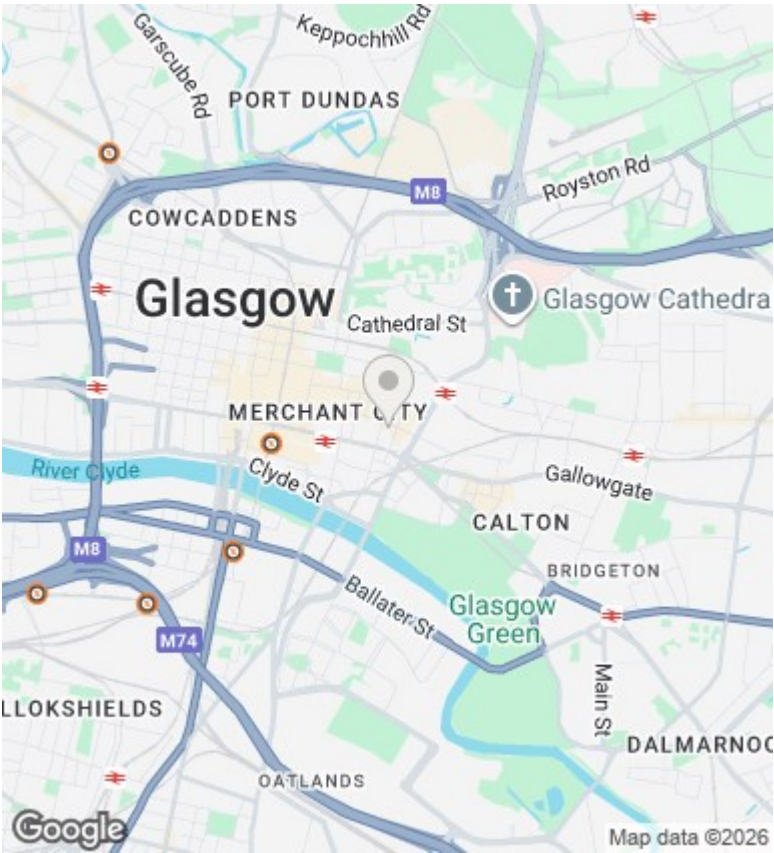 Keppochhill Rd
Garscube Rd
PORT DUNDAS
Royston Rd
M8
COWCADDENS
Glasgow
Glasgow Cathedra
Cathedral St
MERCHANT CITY
River Clyde
Clyde St
Gallowgate
CALTON
M8
BRIDGETON
Ballater St
Glasgow
Green
M74
Main St
LLOKSHIELDS
DALMARNOC
OATLANDS
Google
Map data ©2026